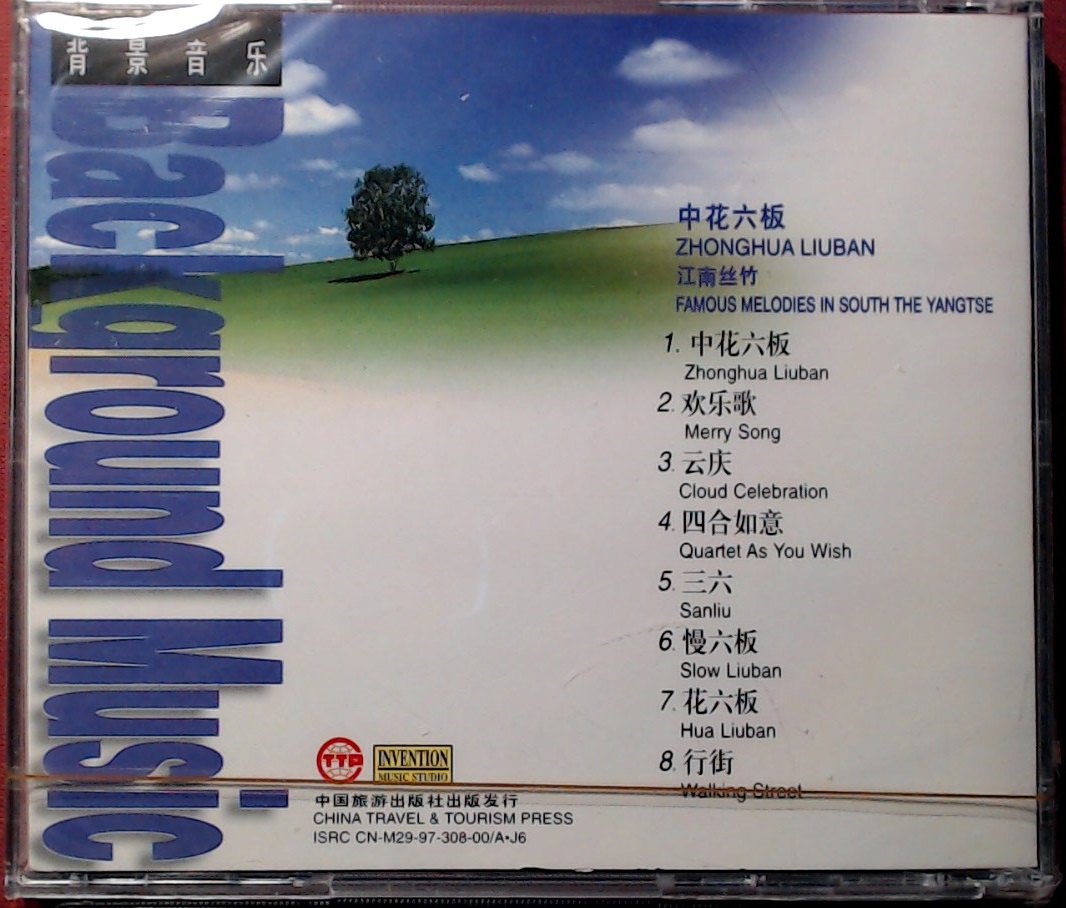 背景音乐
Background Music
中花六板
ZHONGHUA LIUBAN
江南丝竹
FAMOUS MELODIES IN SOUTH THE YANGTSE
1. 中花六板
Zhonghua Liuban
2. 欢乐歌
Merry Song
3. 云庆
Cloud Celebration
4. 四合如意
Quartet As You Wish
5. 三六
Sanliu
6. 慢六板
Slow Liuban
7. 花六板
Hua Liuban
8. 行街
Walking Street
TTP
INVENTION
MUSIC STUDIO
中国旅游出版社出版发行
CHINA TRAVEL & TOURISM PRESS
ISRC CN-M29-97-308-00/A•J6